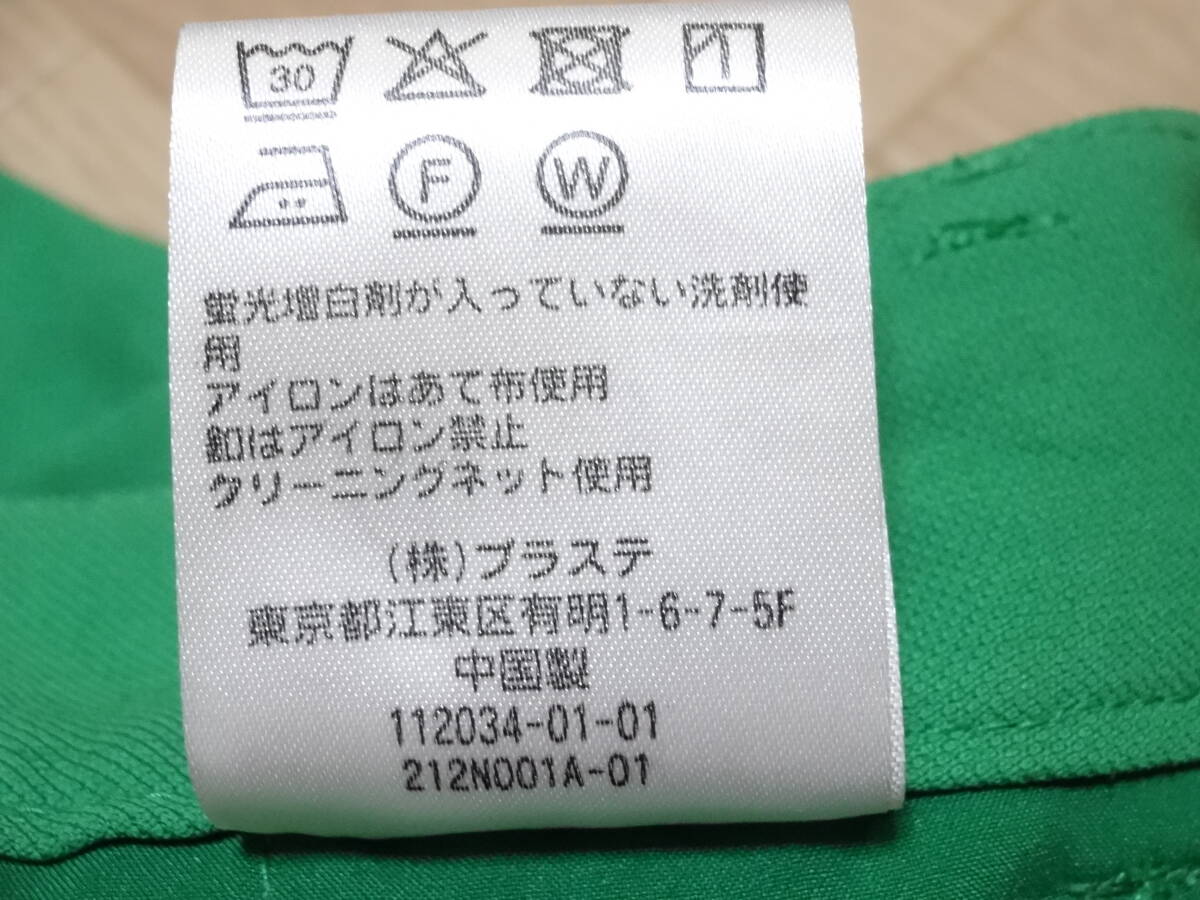 30
F W
蛍光増白剤が入っていない洗剤使
用
アイロンはあて布使用
釦はアイロン禁止
クリーニングネット使用
(株)プラステ
東京都江東区有明1-6-7-5F
中国製
112034-01-01
212N001A-01